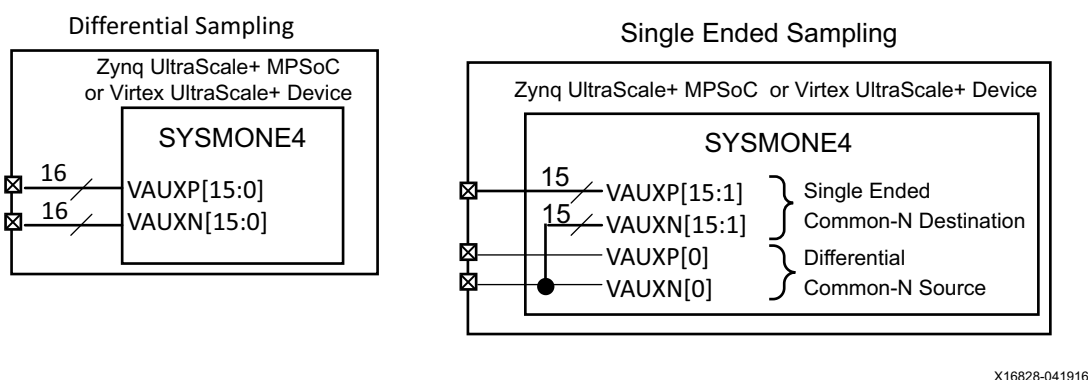 Differential Sampling
Zynq UltraScale+ MPSoC
or Virtex UltraScale+ Device
SYSMONE4
16
VAUXP[15:0]
16
VAUXN[15:0]
Single Ended Sampling
Zynq UltraScale+ MPSoC or Virtex UltraScale+ Device
SYSMONE4
15
VAUXP[15:1]
Single Ended
15
VAUXN[15:1]
Common-N Destination
VAUXP[0]
Differential
VAUXN[0]
Common-N Source
X16828-041916